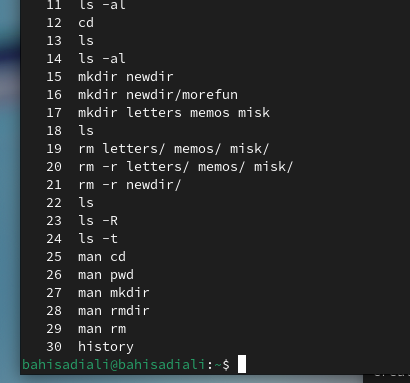 11 ls -al
12 cd
13 ls
14 ls -al
15 mkdir newdir
16 mkdir newdir/morefun
17 mkdir letters memos misk
18 ls
19 rm letters/ memos/ misk/
20 rm -r letters/ memos/ misk/
21 rm -r newdir/
22 ls
23 ls -R
24 ls -t
25 man cd
26 man pwd
27 man mkdir
28 man rmdir
29 man rm
30 history
bahisadiali@bahisadiali:~$